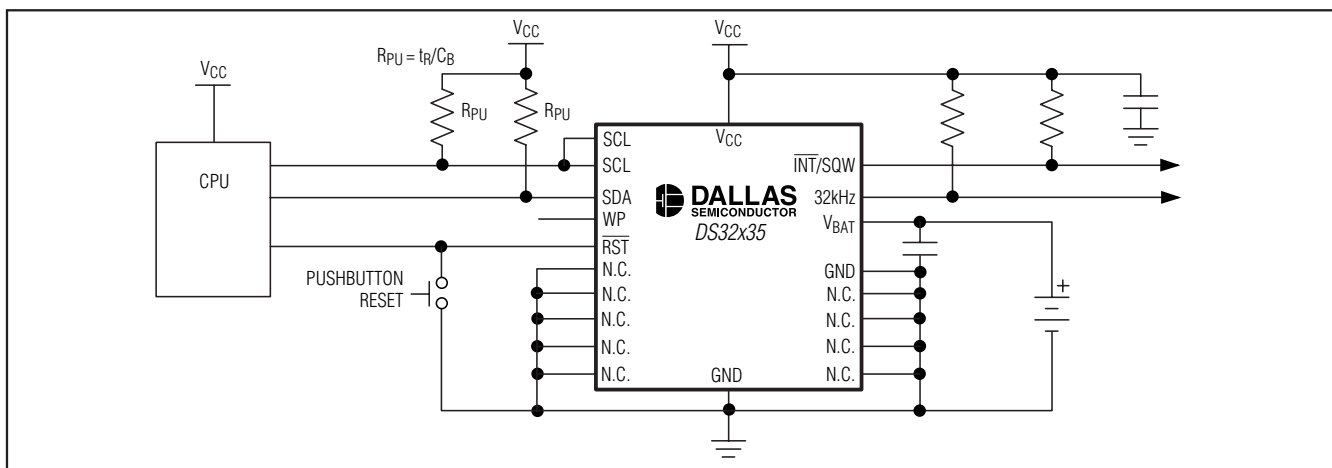 VCC
RPU = tR/CB
RPU
RPU
VCC
CPU
PUSHBUTTON
RESET
VCC
VCC
SCL
SCL
SDA
WP
RST
N.C.
N.C.
N.C.
N.C.
N.C.
DALLAS
SEMICONDUCTOR
DS32x35
GND
INT/SQW
32kHz
VBAT
GND
N.C.
N.C.
N.C.
N.C.
+